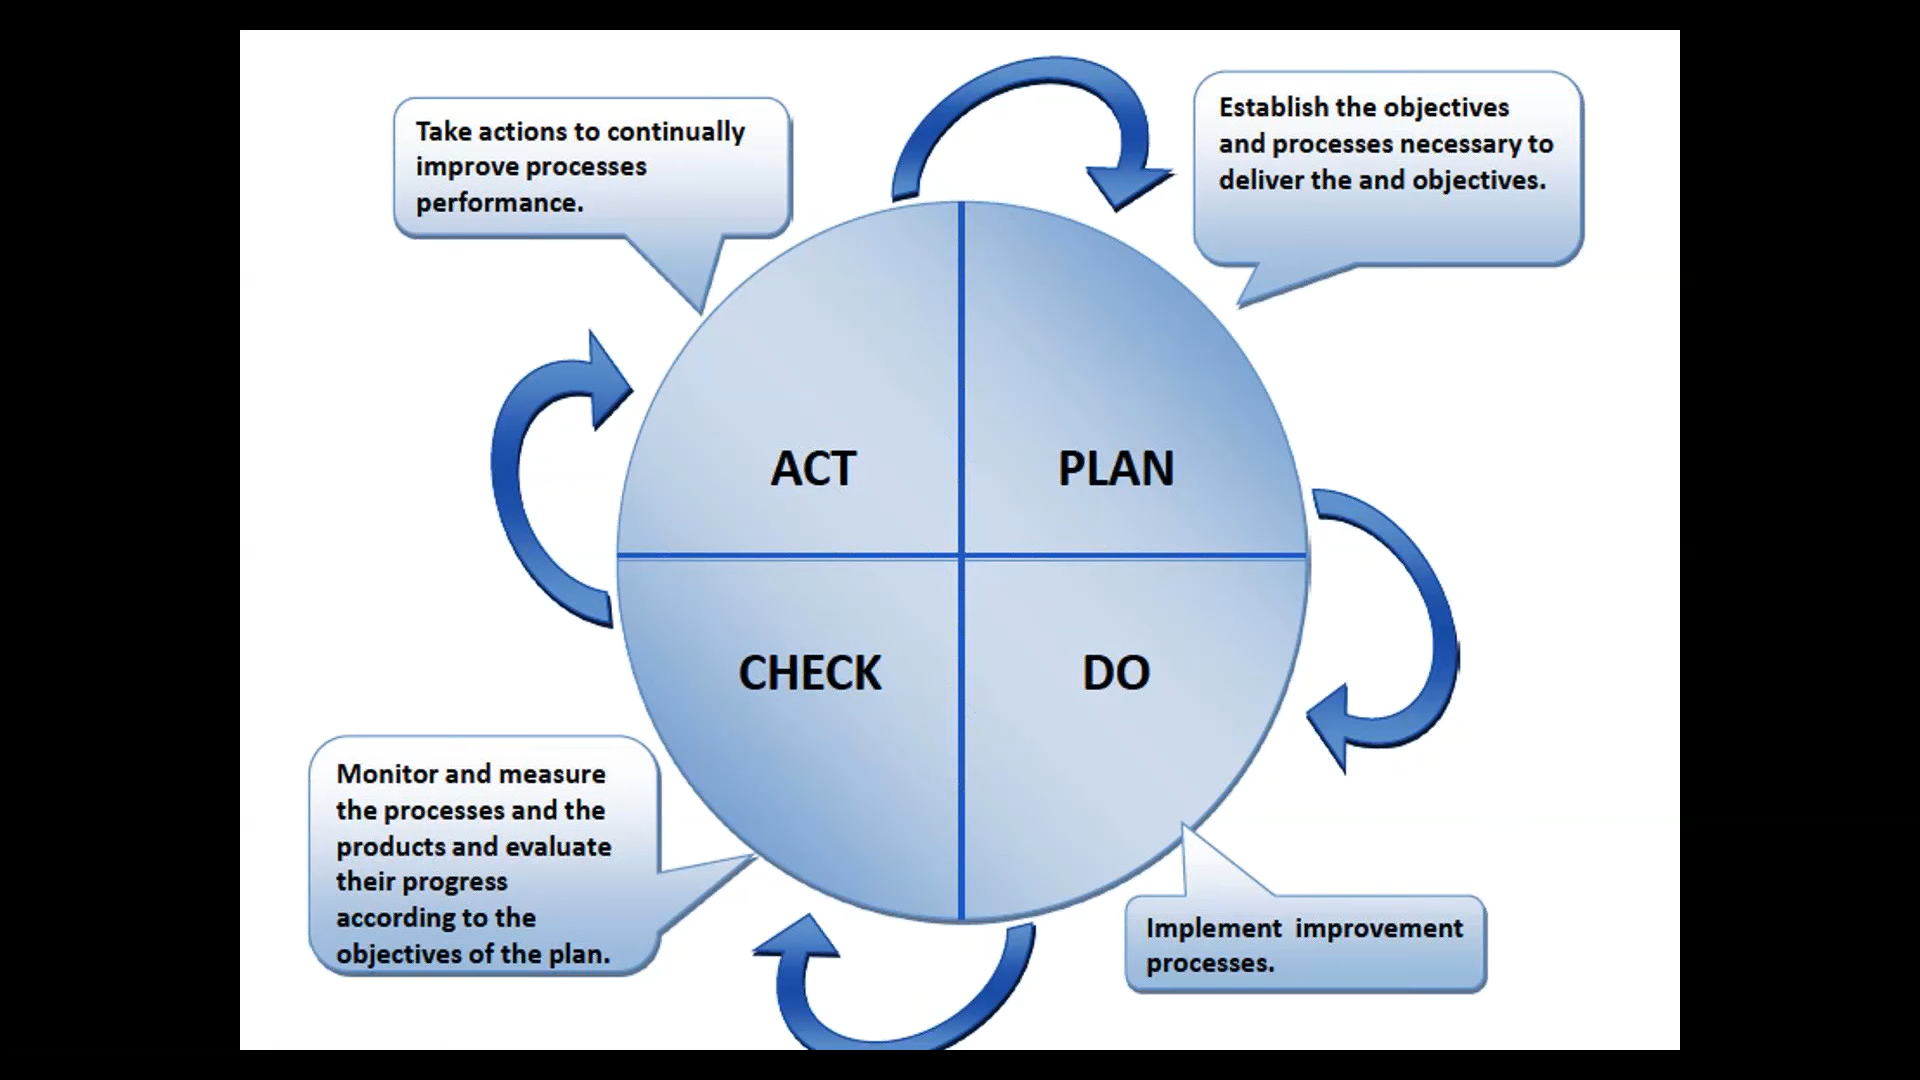 Take actions to continually
improve processes
performance.
Establish the objectives
and processes necessary to
deliver the and objectives.
ACT
PLAN
CHECK
DO
Monitor and measure
the processes and the
products and evaluate
their progress
according to the
objectives of the plan.
Implement improvement
processes.